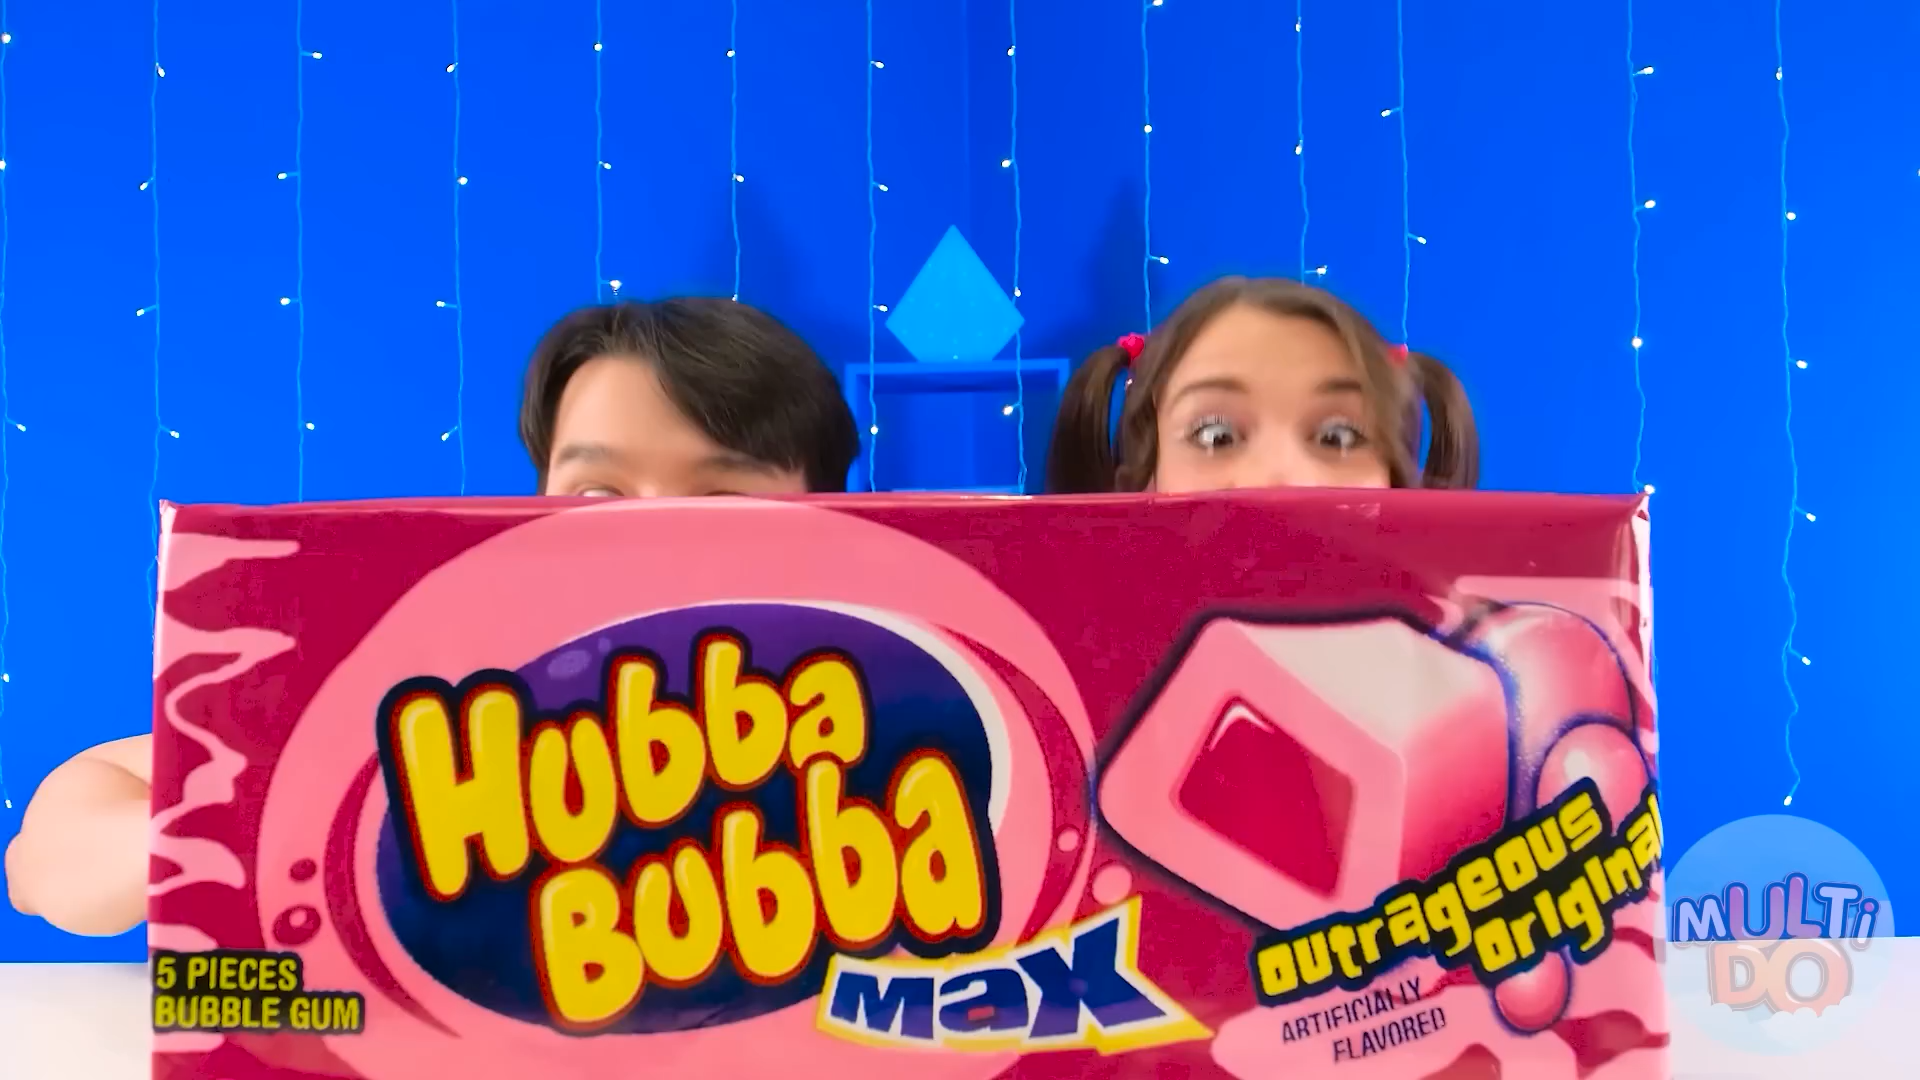 Hubba
Bubba
max
outrageous
original
ARTIFICIALLY
FLAVORED
5 PIECES
BUBBLE GUM
MULTi
DO